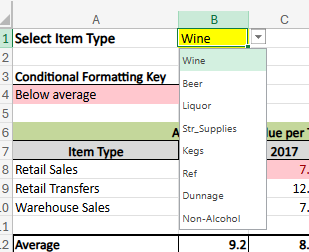 A B C
1 Select Item Type Wine
2 Wine
3 Conditional Formatting Key
Beer
4 Below average
Liquor
5
6 A Str_Supplies lue per T
7 Item Type Kegs 2017
8 Retail Sales Ref 7.
9 Retail Transfers Dunnage 12.
10 Warehouse Sales 7.
Non-Alcohol
11
12 Average 9.2 8.